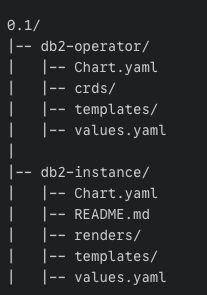 0.1/
|-- db2-operator/
|   |-- Chart.yaml
|   |-- crds/
|   |-- templates/
|   |-- values.yaml
|
|-- db2-instance/
|   |-- Chart.yaml
|   |-- README.md
|   |-- renders/
|   |-- templates/
|   |-- values.yaml